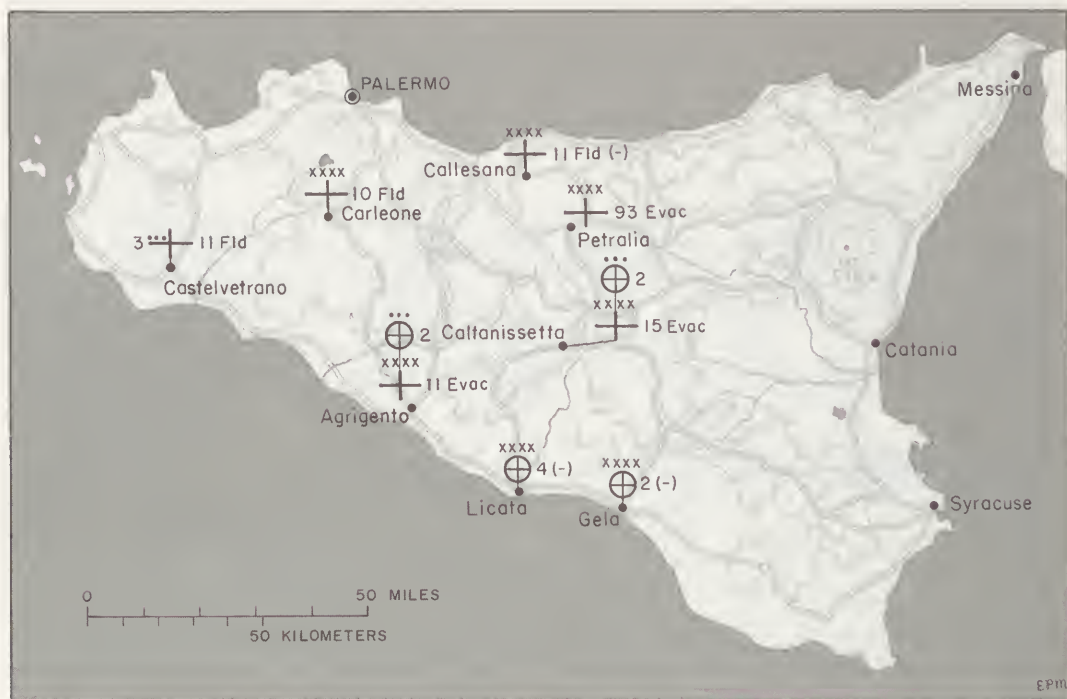 PALERMO
Messina
xxxx
11 Fld (-)
Callesana
xxxx
10 Fld
Carleone
xxxx
93 Evac
Petralia
3 ••• 11 Fld
Castelvetrano
•••
2
xxxx
15 Evac
Caltanissetta
•••
2
xxxx
11 Evac
Agrigento
Catania
xxxx
4 (-)
Licata
xxxx
2 (-)
Gela
Syracuse
0 50 MILES
50 KILOMETERS
EPM